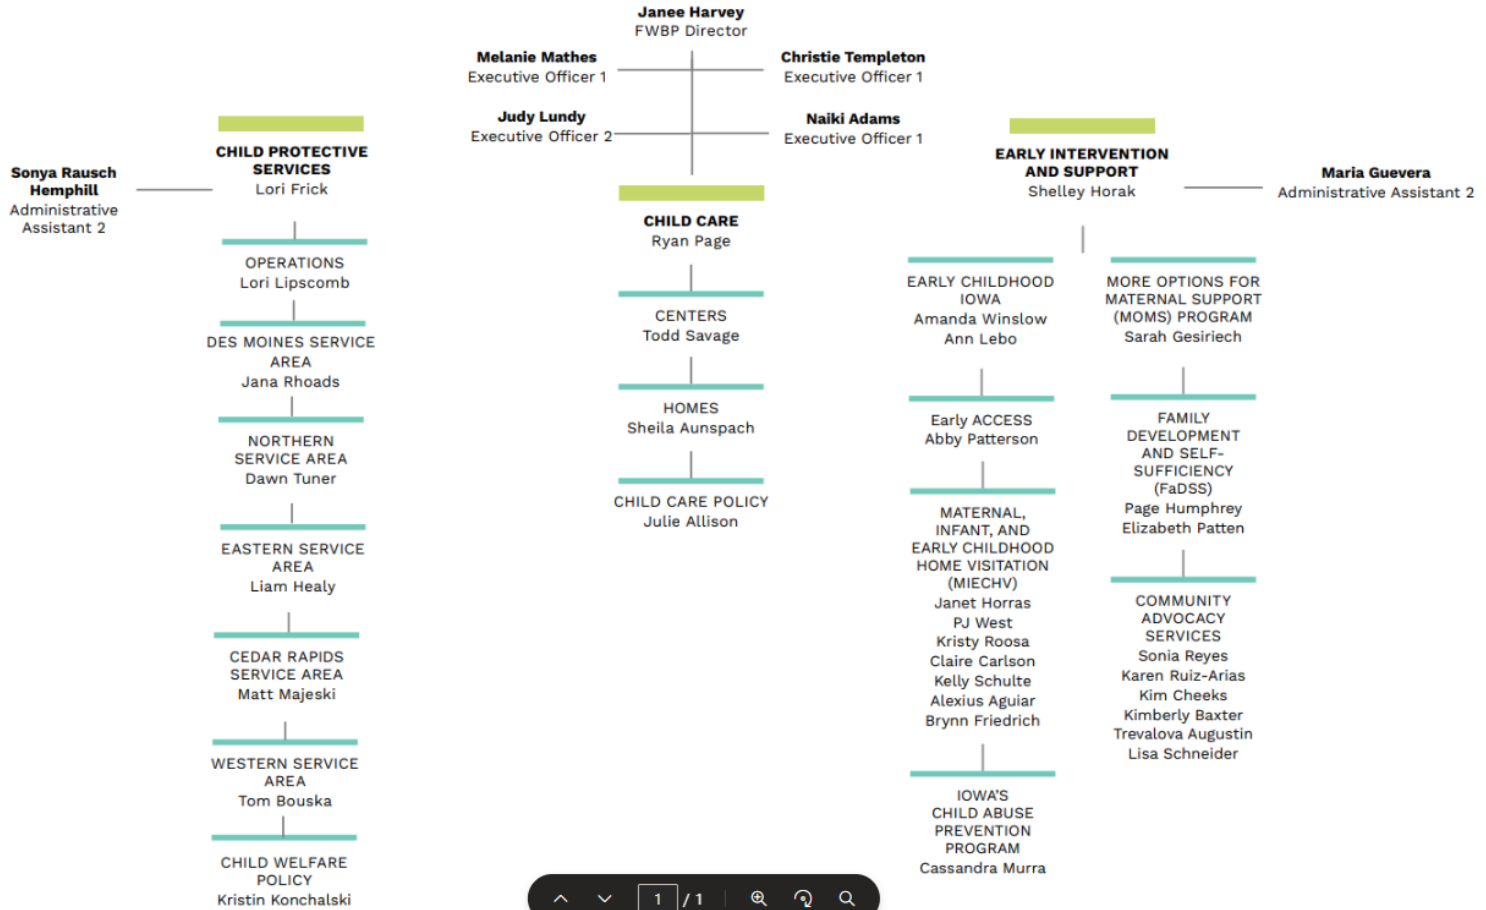 Janee Harvey
FWBP Director
Melanie Mathes
Executive Officer 1
Christie Templeton
Executive Officer 1
Judy Lundy
Executive Officer 2
Naiki Adams
Executive Officer 1
Sonya Rausch
Hemphill
Administrative
Assistant 2
CHILD PROTECTIVE
SERVICES
Lori Frick
OPERATIONS
Lori Lipscomb
DES MOINES SERVICE
AREA
Jana Rhoads
NORTHERN
SERVICE AREA
Dawn Tuner
EASTERN SERVICE
AREA
Liam Healy
CEDAR RAPIDS
SERVICE AREA
Matt Majeski
WESTERN SERVICE
AREA
Tom Bouska
CHILD WELFARE
POLICY
Kristin Konchalski
CHILD CARE
Ryan Page
CENTERS
Todd Savage
HOMES
Sheila Aunspach
CHILD CARE POLICY
Julie Allison
EARLY INTERVENTION
AND SUPPORT
Shelley Horak
Maria Guevera
Administrative Assistant 2
EARLY CHILDHOOD
IOWA
Amanda Winslow
Ann Lebo
Early ACCESS
Abby Patterson
MATERNAL,
INFANT, AND
EARLY CHILDHOOD
HOME VISITATION
(MIECHV)
Janet Horras
PJ West
Kristy Roosa
Claire Carlson
Kelly Schulte
Alexius Aguiar
Brynn Friedrich
IOWA'S
CHILD ABUSE
PREVENTION
PROGRAM
Cassandra Murra
MORE OPTIONS FOR
MATERNAL SUPPORT
(MOMS) PROGRAM
Sarah Gesiriech
FAMILY
DEVELOPMENT
AND SELF-
SUFFICIENCY
(FaDSS)
Page Humphrey
Elizabeth Patten
COMMUNITY
ADVOCACY
SERVICES
Sonia Reyes
Karen Ruiz-Arias
Kim Cheeks
Kimberly Baxter
Trevalova Augustin
Lisa Schneider
1 / 1